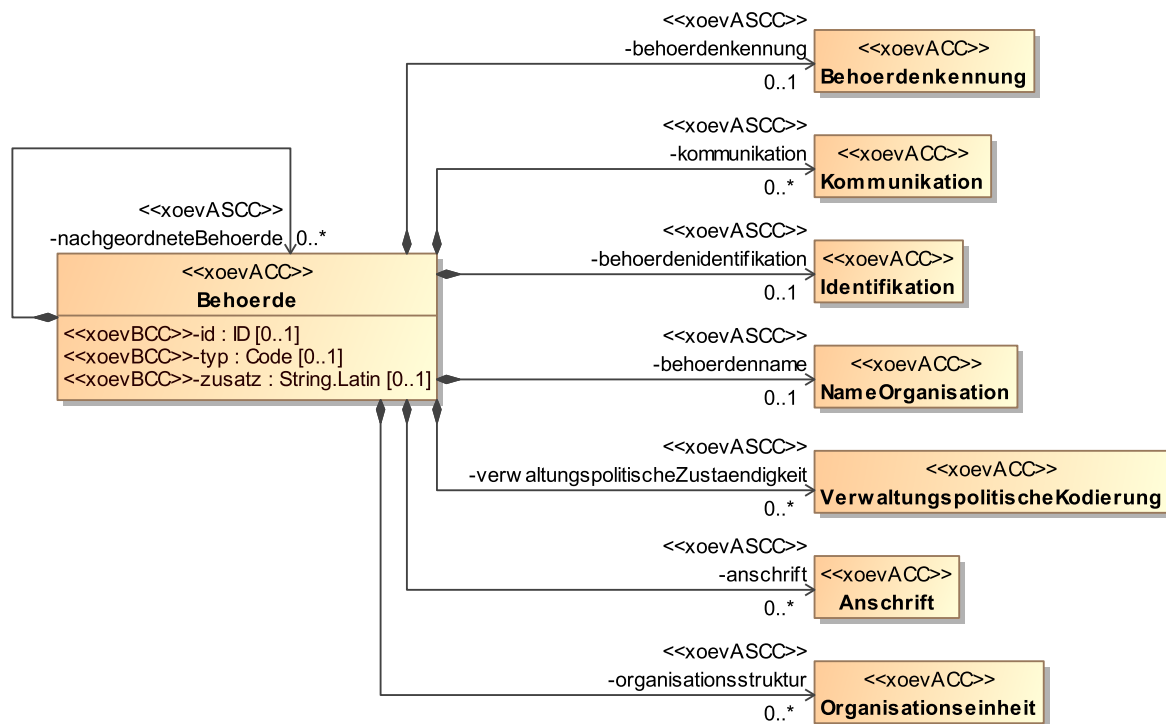 <<xoevASCC>>
-behoerdenkennung
0..1
<<xoevACC>>
Behoerdenkennung
<<xoevASCC>>
-kommunikation
0..*
<<xoevACC>>
Kommunikation
<<xoevASCC>>
-nachgeordneteBehoerde 0..*
<<xoevASCC>>
-behoerdenidentifikation
0..1
<<xoevACC>>
Identifikation
<<xoevACC>>
Behoerde
<<xoevBCC>>-id : ID [0..1]
<<xoevBCC>>-typ : Code [0..1]
<<xoevBCC>>-zusatz : String.Latin [0..1]
<<xoevASCC>>
-behoerdenname
0..1
<<xoevACC>>
NameOrganisation
<<xoevASCC>>
-verwaltungspolitischeZustaendigkeit
0..*
<<xoevACC>>
VerwaltungspolitischeKodierung
<<xoevASCC>>
-anschrift
0..*
<<xoevACC>>
Anschrift
<<xoevASCC>>
-organisationsstruktur
0..*
<<xoevACC>>
Organisationseinheit